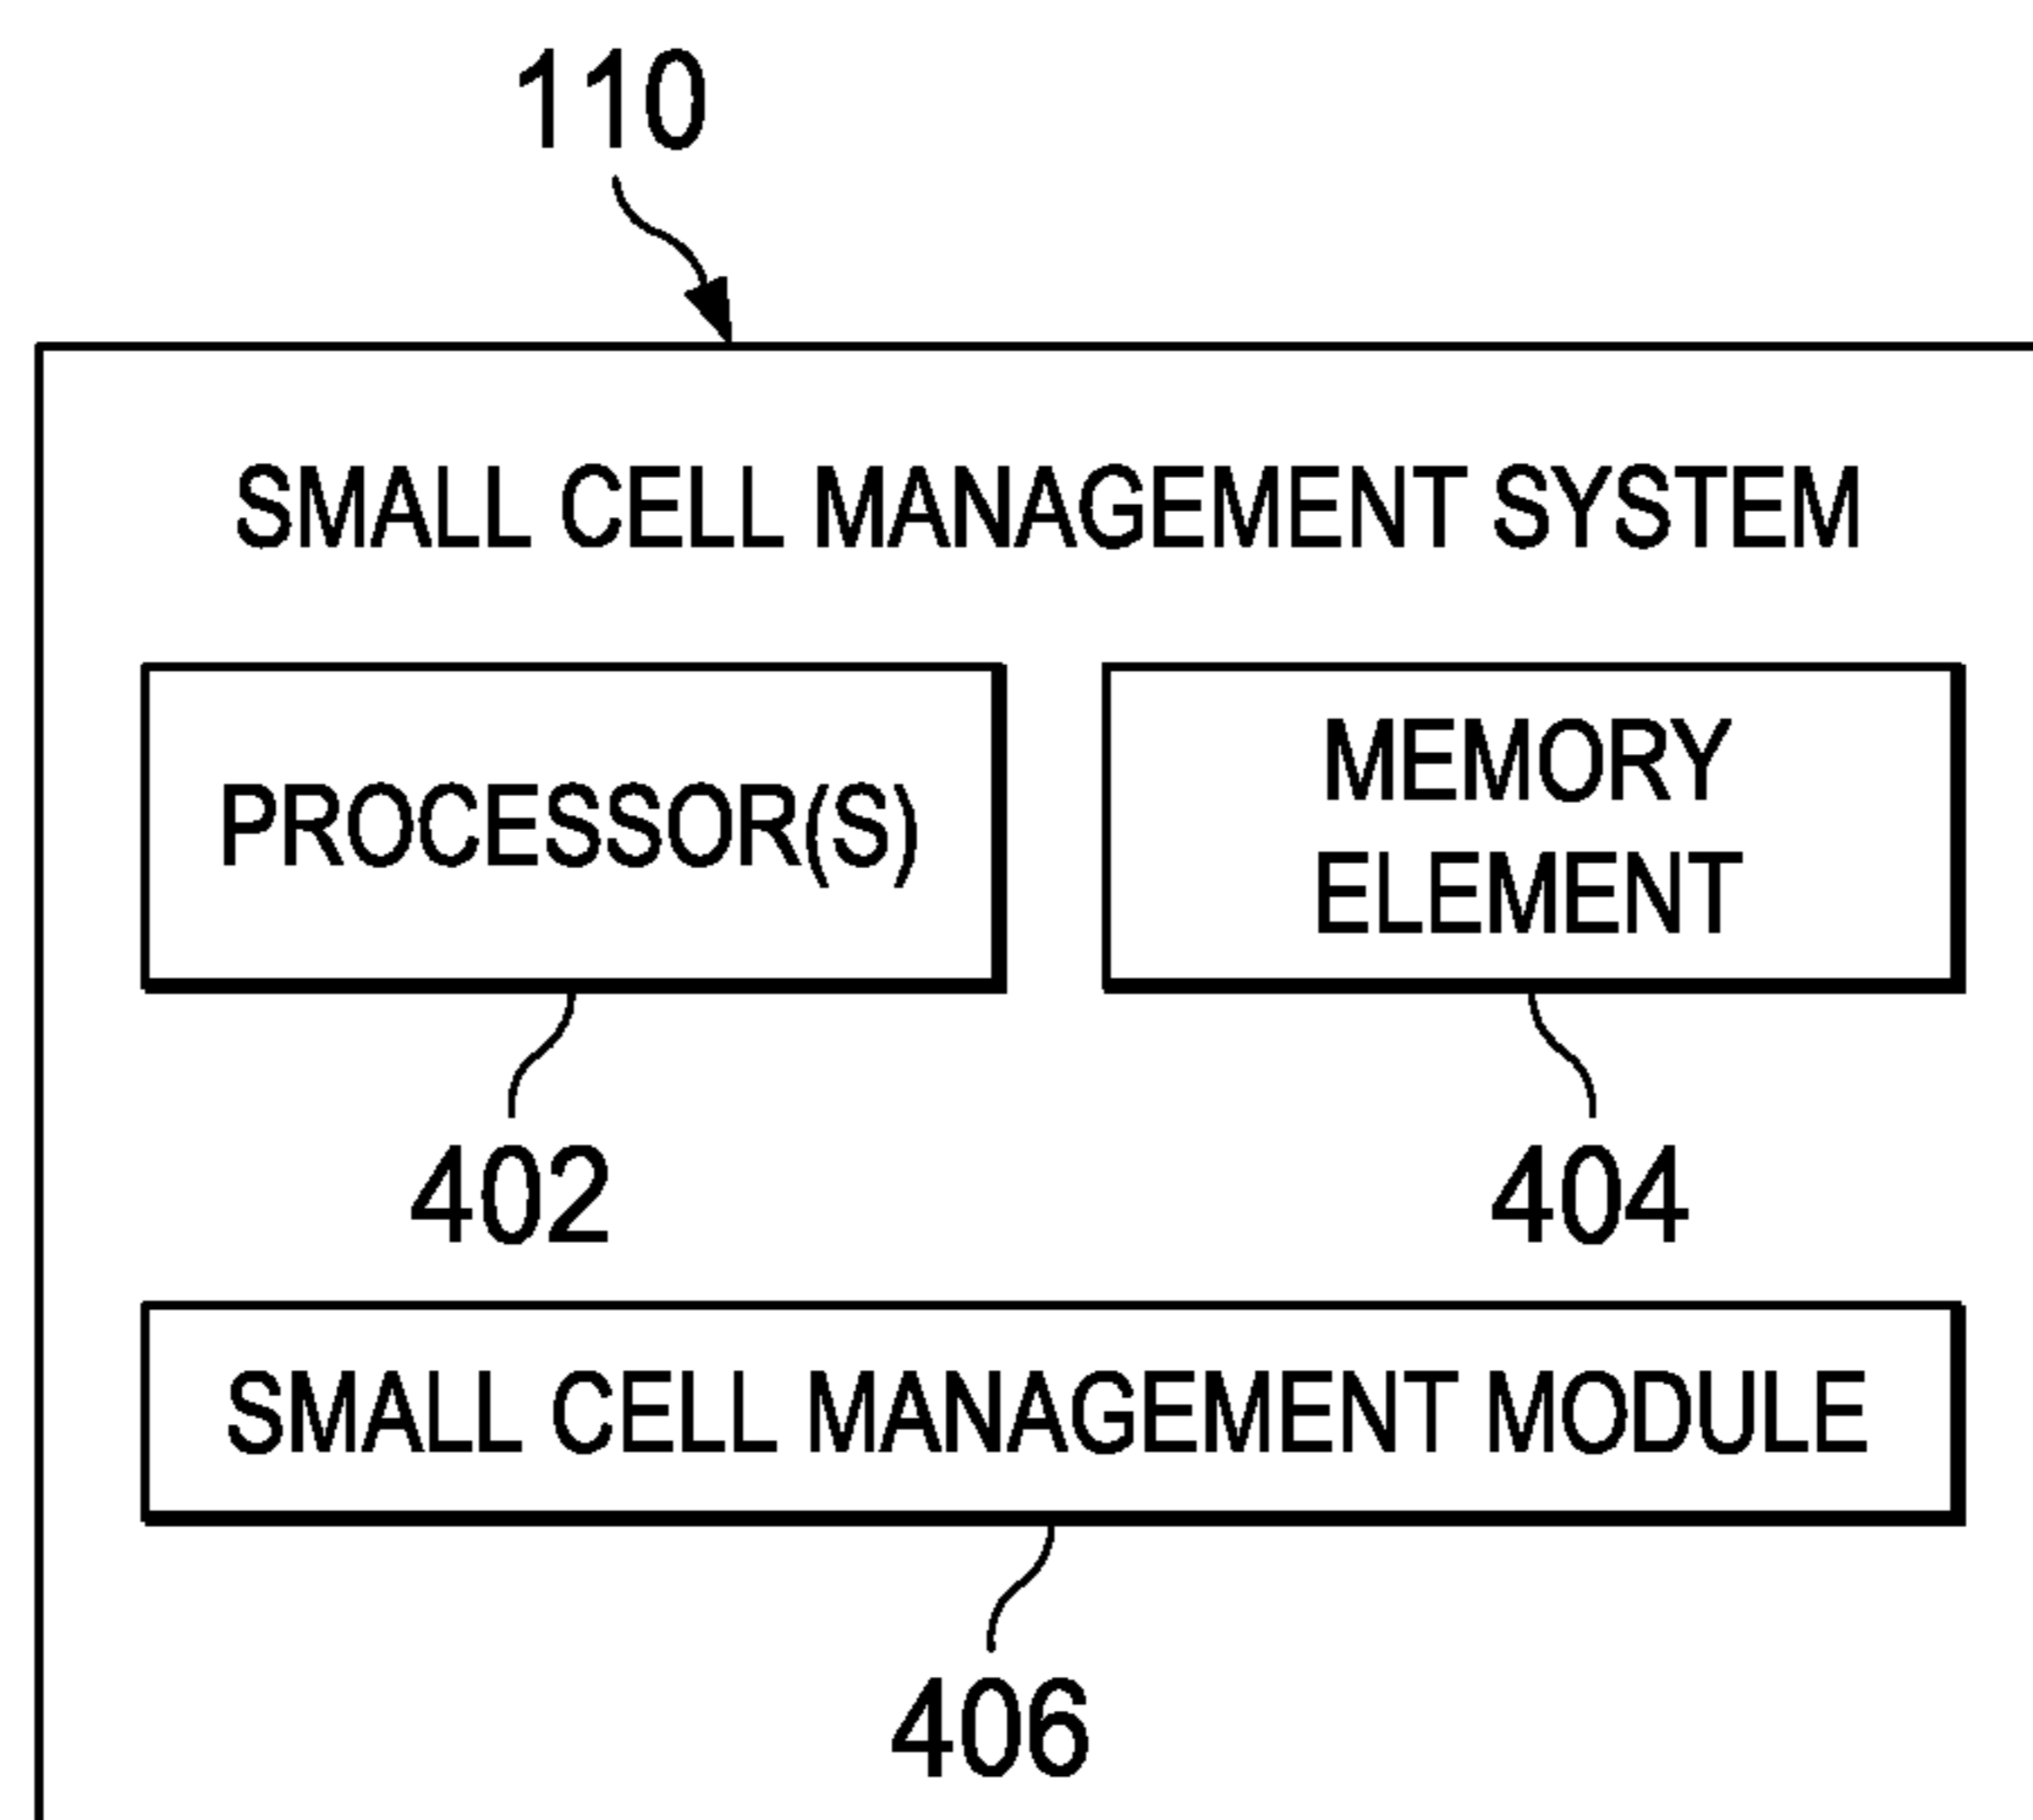 110
SMALL CELL MANAGEMENT SYSTEM
PROCESSOR(S)
MEMORY
ELEMENT
402
404
SMALL CELL MANAGEMENT MODULE
406